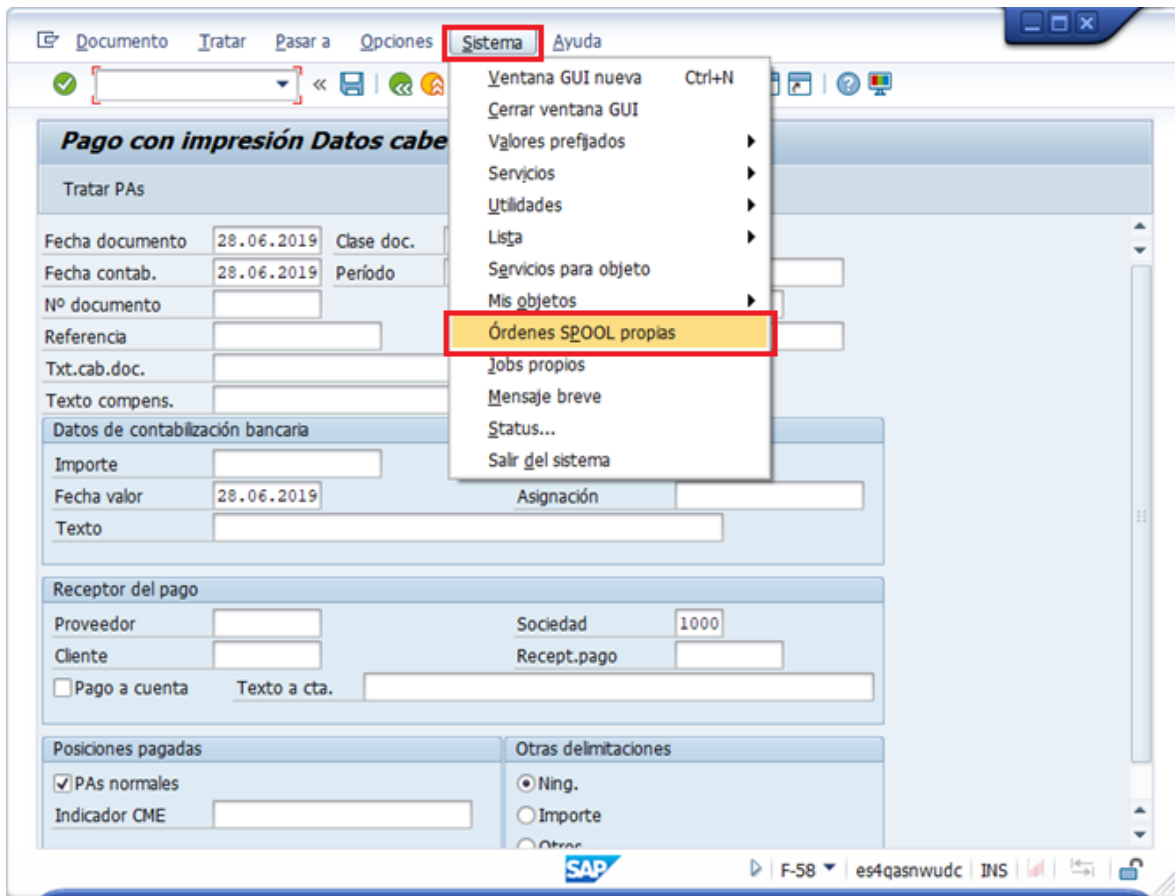 Documento Tratar Pasar a Opciones Sistema Ayuda
Ventana GUI nueva Ctrl+N
Cerrar ventana GUI
Valores prefijados
Servicios
Utilidades
Lista
Servicios para objeto
Mis objetos
Órdenes SPOOL propias
Jobs propios
Mensaje breve
Status...
Salir del sistema
Pago con impresión Datos cabe
Tratar PAs
Fecha documento 28.06.2019 Clase doc.
Fecha contab. 28.06.2019 Período
Nº documento
Referencia
Txt.cab.doc.
Texto compens.
Datos de contabilización bancaria
Importe
Fecha valor 28.06.2019 Asignación
Texto
Receptor del pago
Proveedor Sociedad 1000
Cliente Recept.pago
Pago a cuenta Texto a cta.
Posiciones pagadas Otras delimitaciones
PAs normales Ning.
Indicador CME Importe
Otros
SAP F-58 es4qasnwudc INS